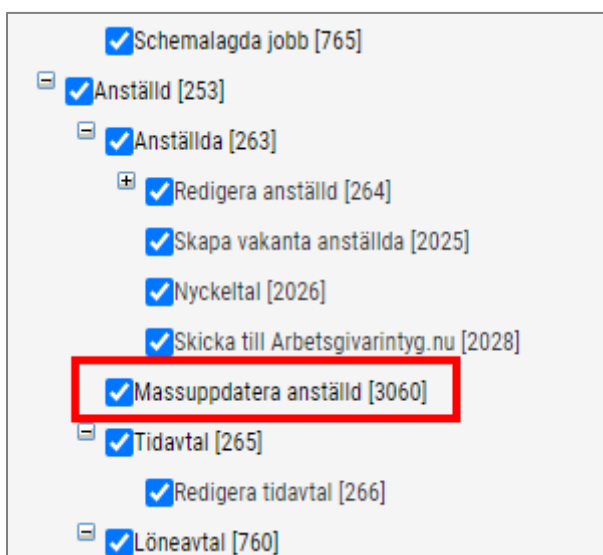 Schemalagda jobb [765]
Anställd [253]
Anställda [263]
Redigera anställd [264]
Skapa vakanta anställda [2025]
Nyckeltal [2026]
Skicka till Arbetsgivarintyg.nu [2028]
Massuppdatera anställd [3060]
Tidavtal [265]
Redigera tidavtal [266]
Löneavtal [760]